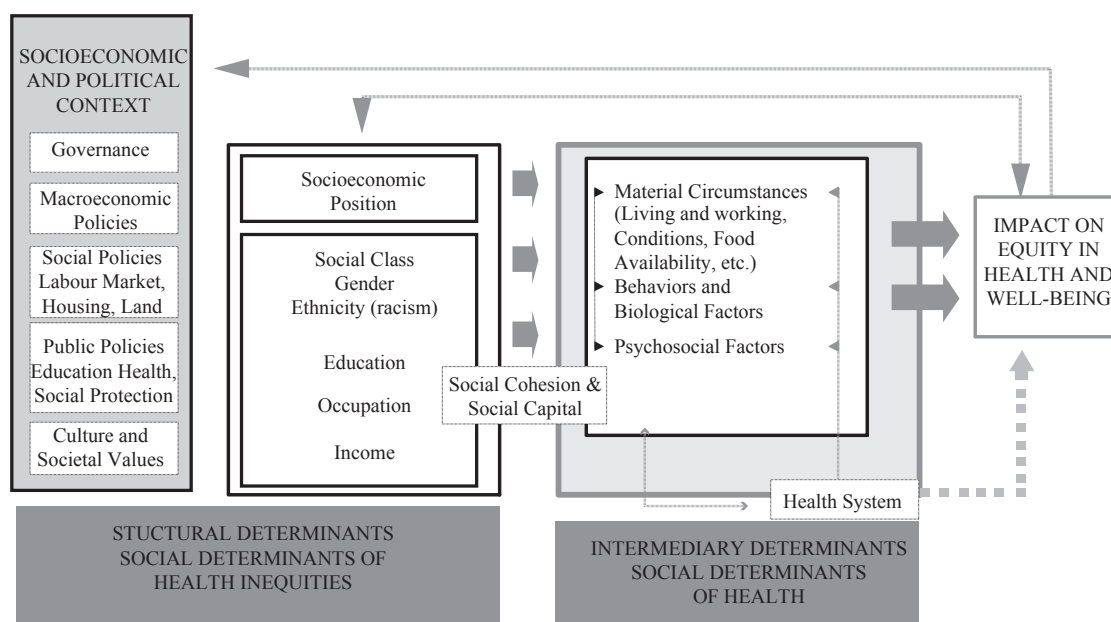 SOCIOECONOMIC
AND POLITICAL
CONTEXT
Governance
Macroeconomic
Policies
Social Policies
Labour Market,
Housing, Land
Public Policies
Education Health,
Social Protection
Culture and
Societal Values
Socioeconomic
Position
Social Class
Gender
Ethnicity (racism)
Education
Occupation
Income
Social Cohesion &
Social Capital
Material Circumstances
(Living and working,
Conditions, Food
Availability, etc.)
Behaviors and
Biological Factors
Psychosocial Factors
Health System
IMPACT ON
EQUITY IN
HEALTH AND
WELL-BEING
STUCTURAL DETERMINANTS
SOCIAL DETERMINANTS OF
HEALTH INEQUITIES
INTERMEDIARY DETERMINANTS
SOCIAL DETERMINANTS
OF HEALTH